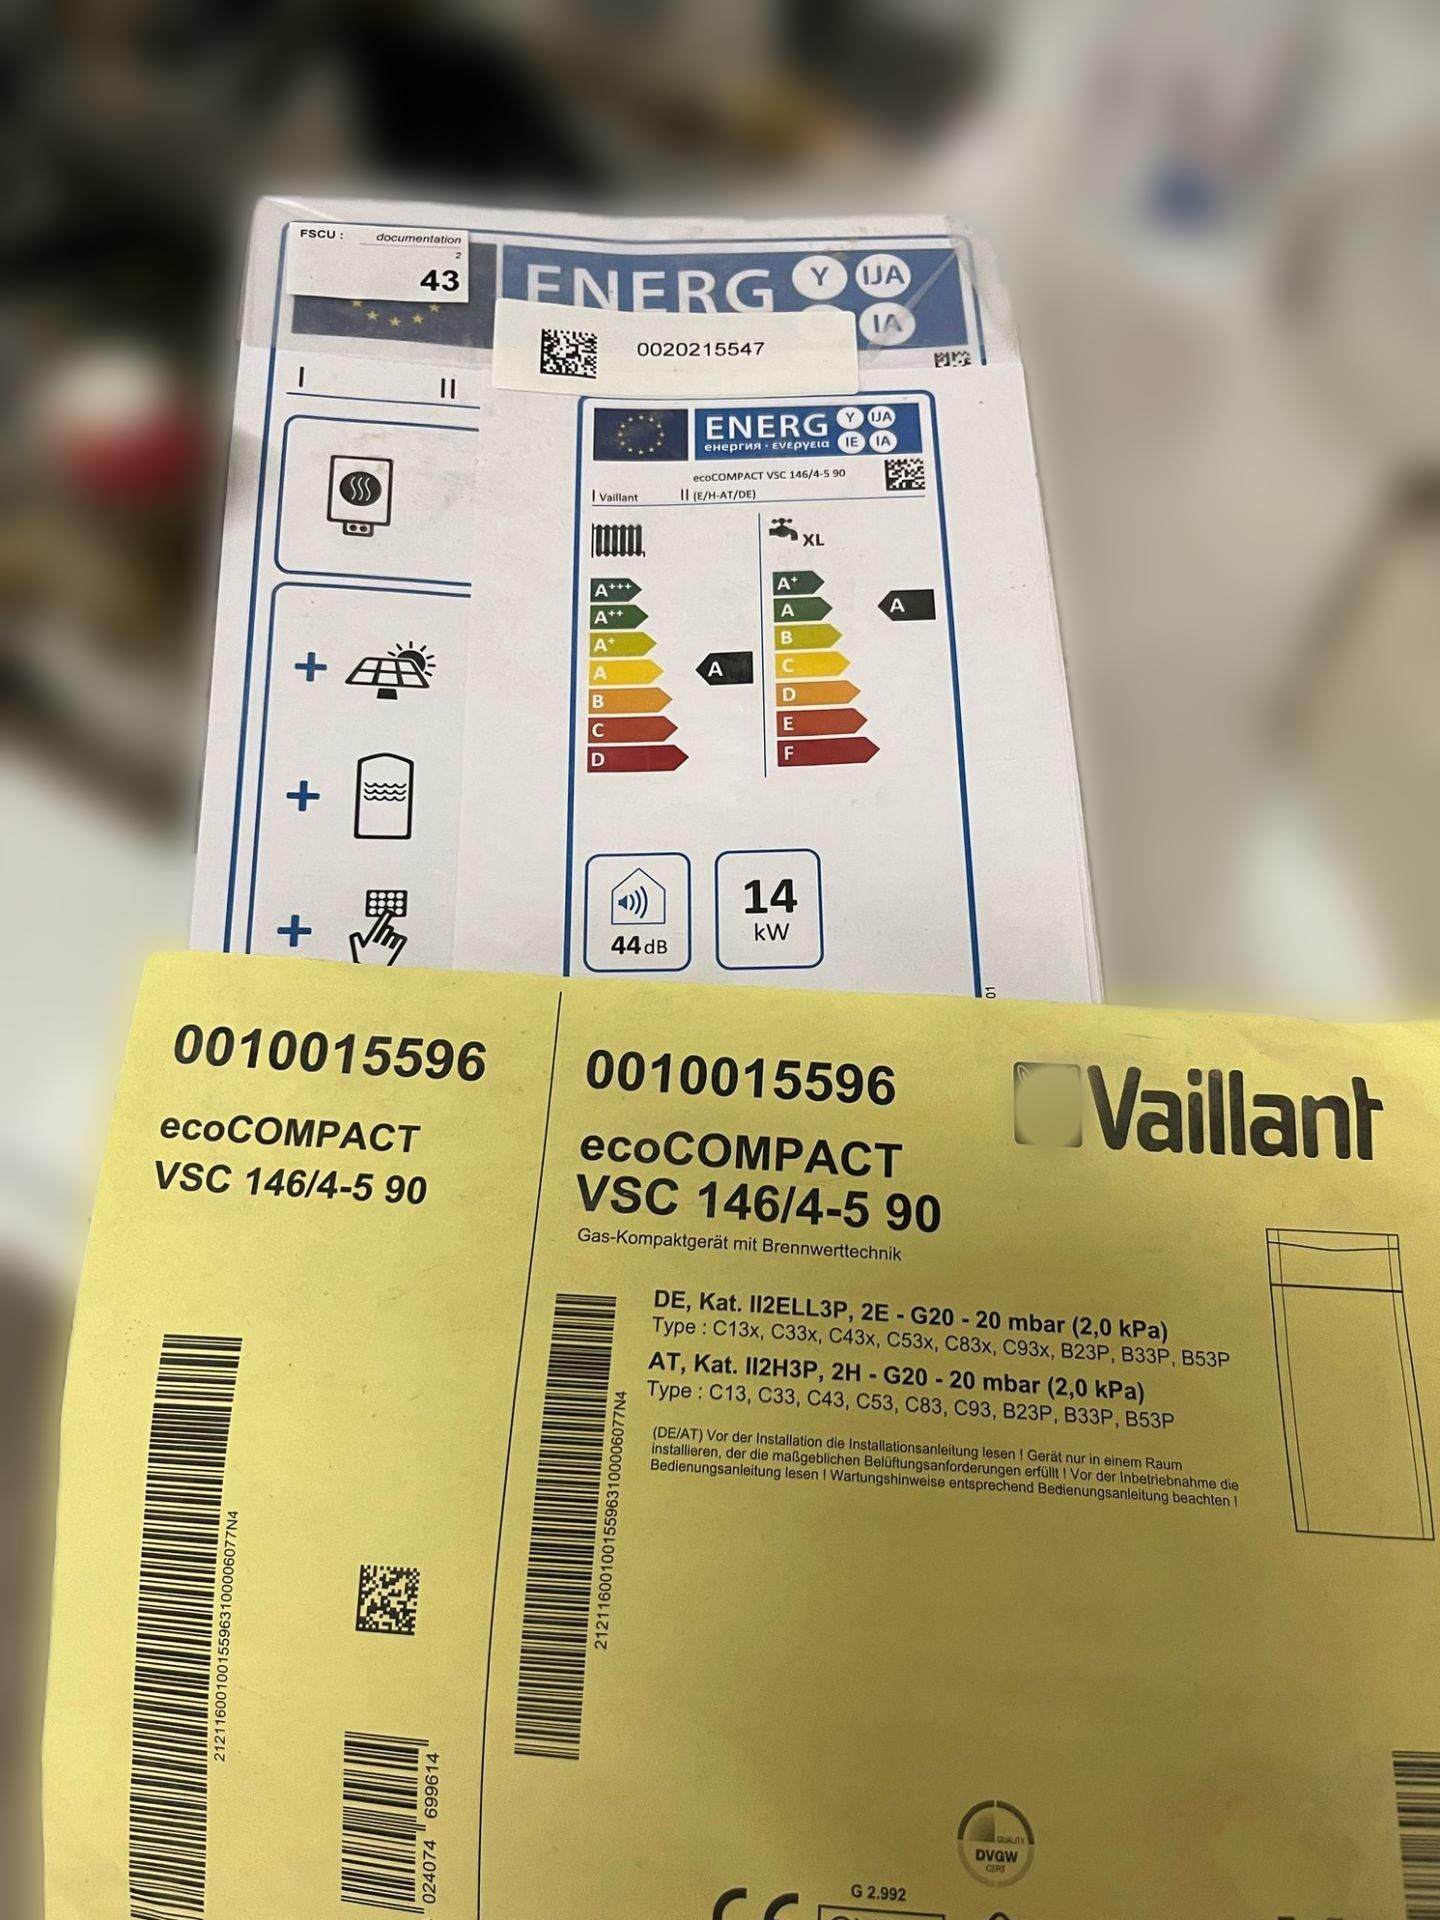 FSCU : documentation
2
43
ENERG Y IJA
IA
0020215547
I II
ENERG Y IJA
енергия · ενεργεια IE IA
ecoCOMPACT VSC 146/4-5 90
I Vaillant II (E/H-AT/DE)
XL
A+++
A++
A+
A
B
C
D
A
A+
A
B
C
D
E
F
A
44 dB
14
kW
01
+
+
+
0010015596
ecoCOMPACT
VSC 146/4-5 90
21211600100155963100006077N4
024074 699614
0010015596
ecoCOMPACT
VSC 146/4-5 90
Gas-Kompaktgerät mit Brennwerttechnik
Vaillant
DE, Kat. II2ELL3P, 2E - G20 - 20 mbar (2,0 kPa)
Type : C13x, C33x, C43x, C53x, C83x, C93x, B23P, B33P, B53P
AT, Kat. II2H3P, 2H - G20 - 20 mbar (2,0 kPa)
Type : C13, C33, C43, C53, C83, C93, B23P, B33P, B53P
(DE/AT) Vor der Installation die Installationsanleitung lesen ! Gerät nur in einem Raum
installieren, der die maßgeblichen Belüftungsanforderungen erfüllt ! Vor der Inbetriebnahme die
Bedienungsanleitung lesen ! Wartungshinweise entsprechend Bedienungsanleitung beachten !
21211600100155963100006077N4
QUALITY
DVGW
CERT
G 2.992
CE